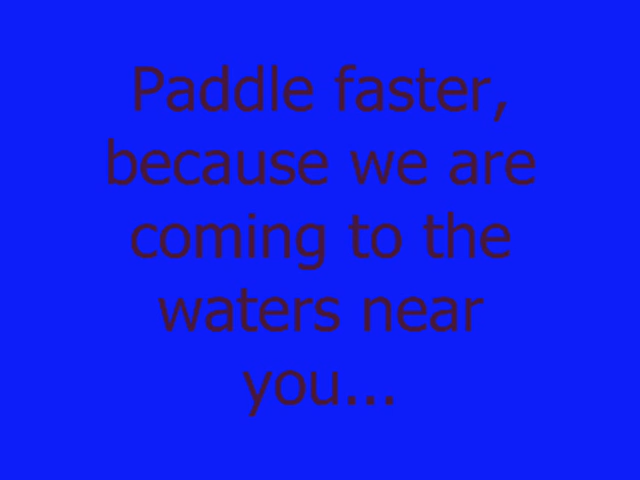 Paddle faster,
because we are
coming to the
waters near
you...